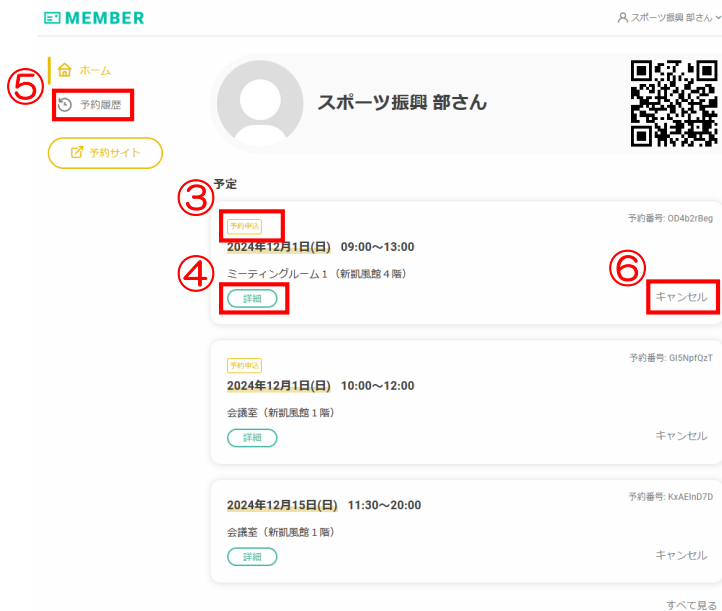 MEMBER
スポーツ振興 部さん
ホーム
⑤
予約履歴
予約サイト
スポーツ振興 部さん
予定
③
予約申込
予約番号: OD4b2rBeg
2024年12月1日(日) 09:00～13:00
ミーティングルーム１（新凱風館４階）
④
詳細
⑥
キャンセル
予約申込
予約番号: GI5NpfQzT
2024年12月1日(日) 10:00～12:00
会議室（新凱風館１階）
詳細
キャンセル
予約番号: KxAEInD7D
2024年12月15日(日) 11:30～20:00
会議室（新凱風館１階）
詳細
キャンセル
すべて見る